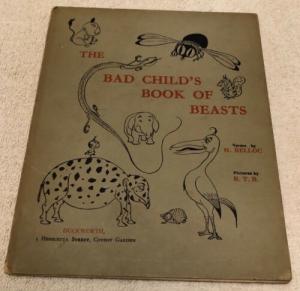 THE
BAD CHILD'S
BOOK OF
BEASTS
Verses by
H. BELLOC
Pictures by
B. T. B.
DUCKWORTH,
3 HENRIETTA STREET, COVENT GARDEN